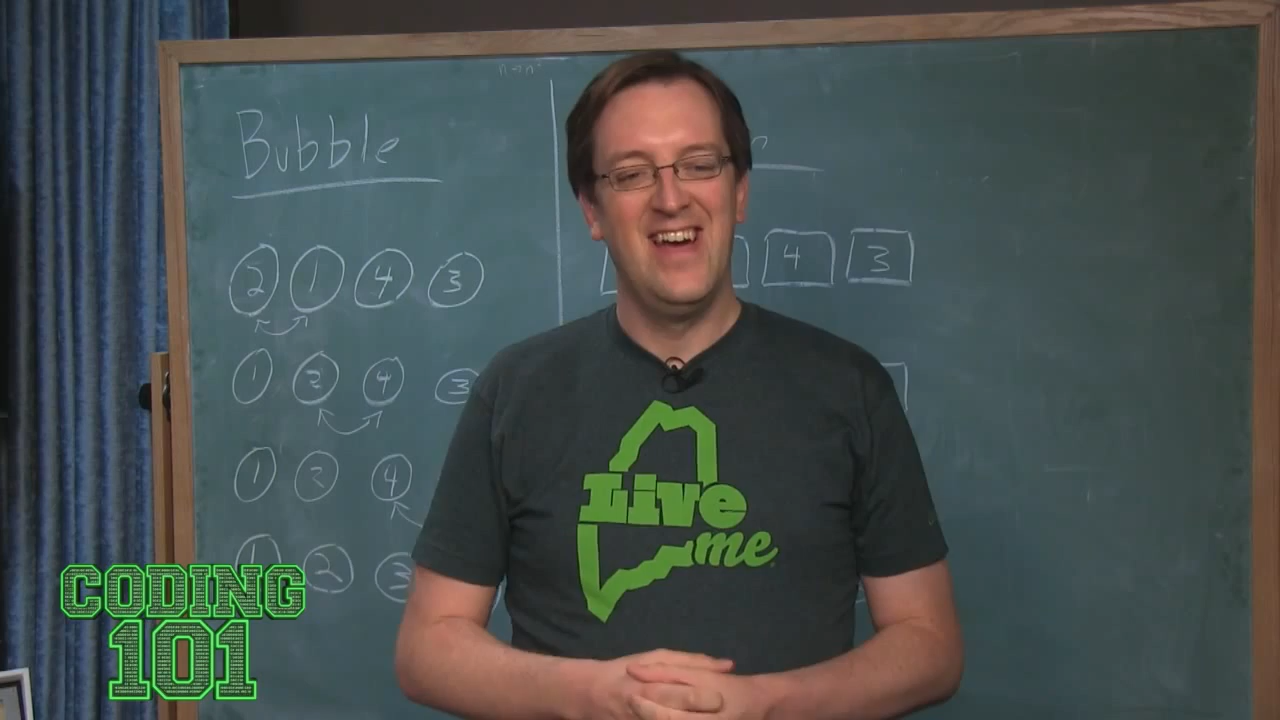 Bubble
2 1 4 3
4 3
1 2 4 3
1 2 4
1 2 3
Live
me
CODING
101